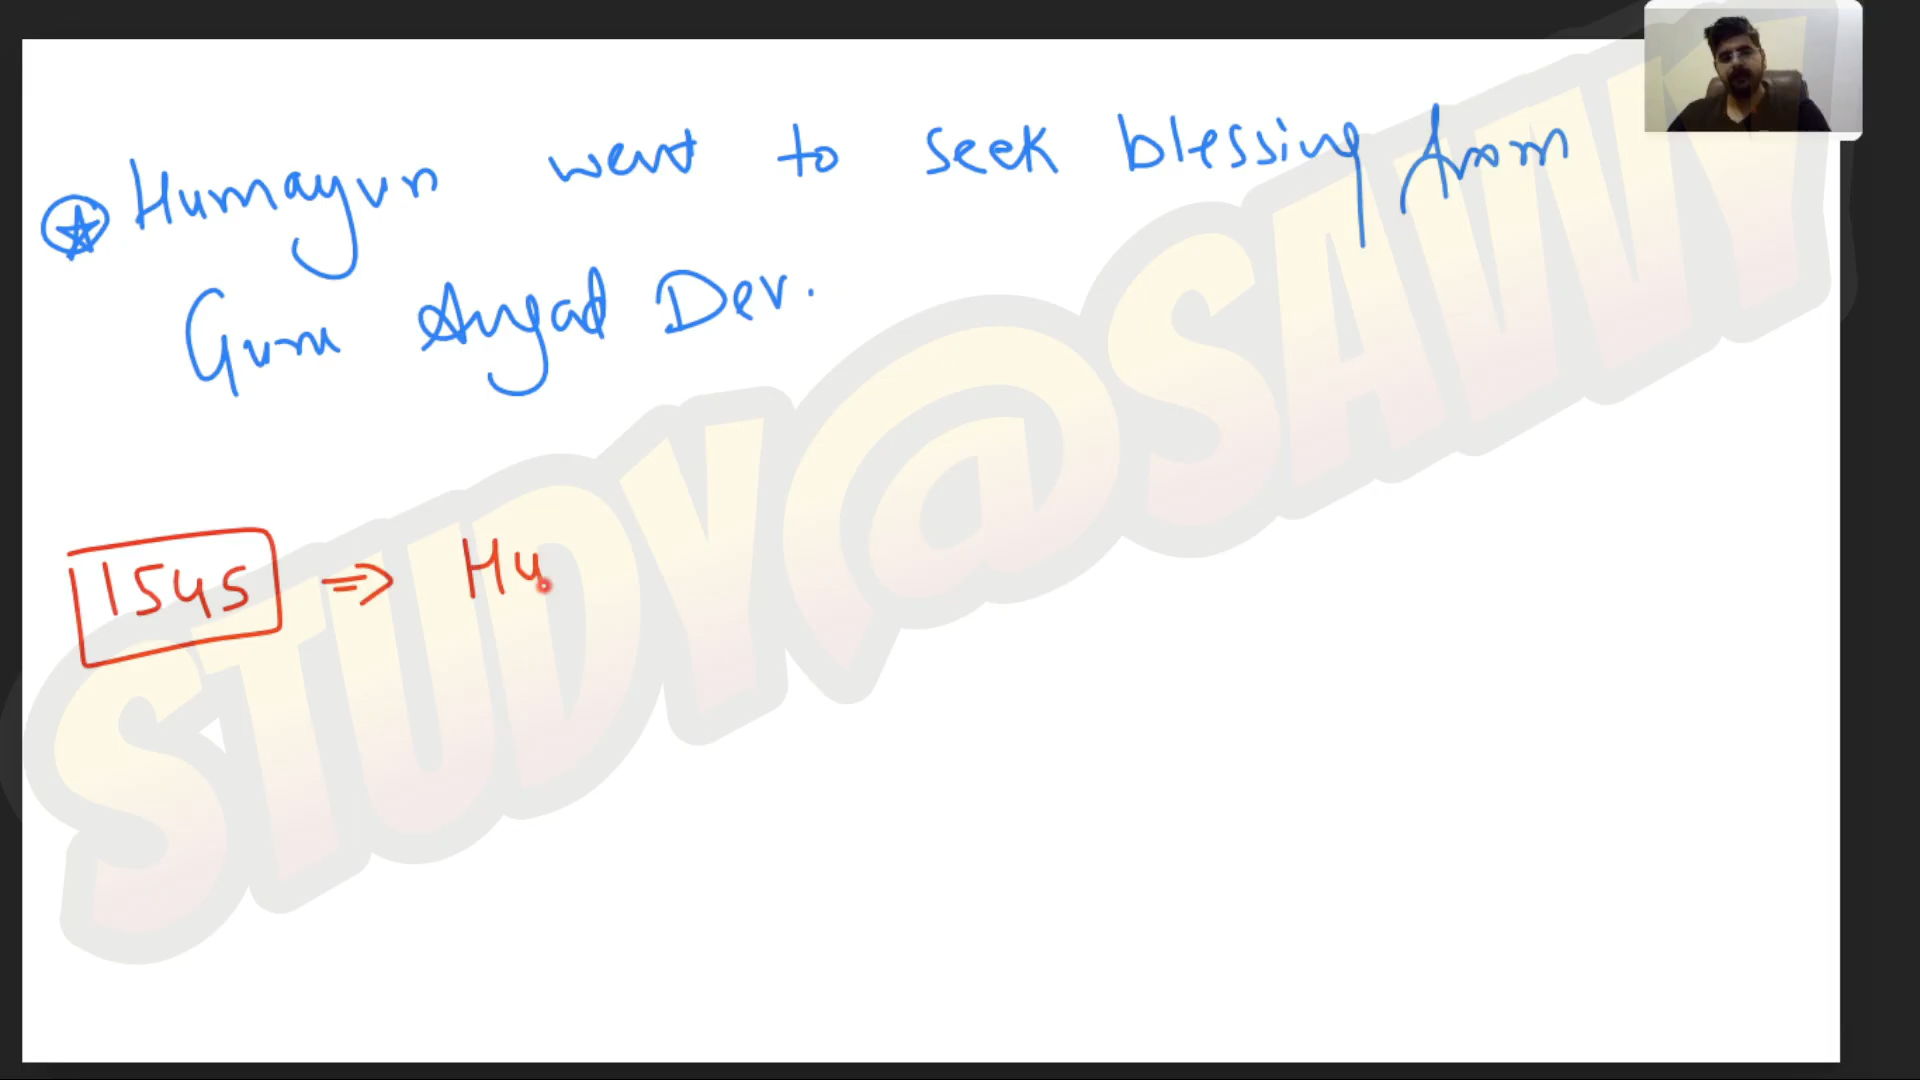 Humayun went to seek blessing from
Guru Angad Dev.
1545 ⇒ Hu
STUDY@SAVVY